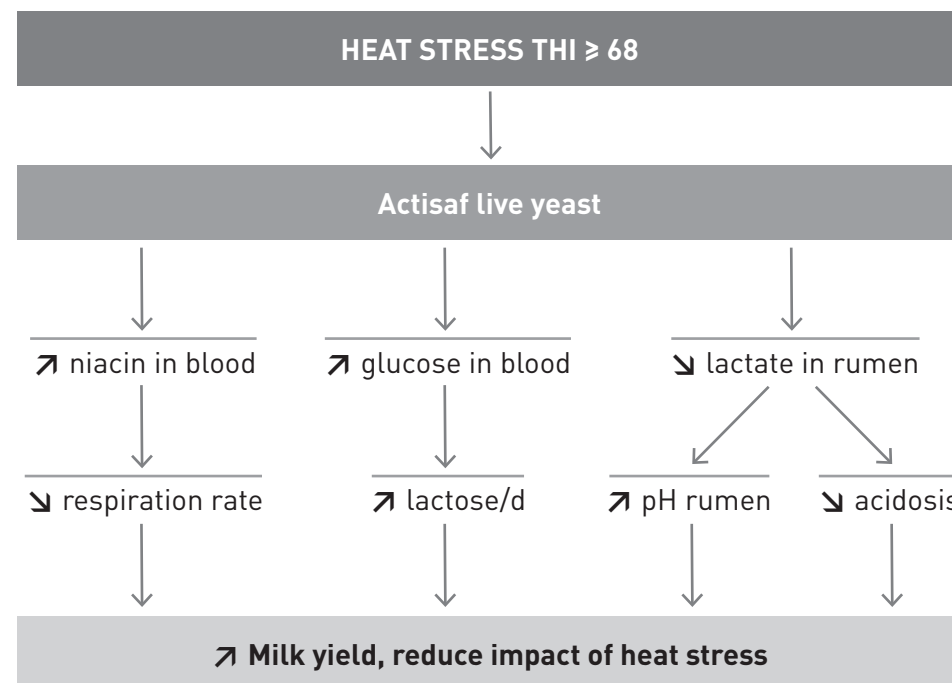 HEAT STRESS THI ≥ 68
Actisaf live yeast
↗ niacin in blood
↗ glucose in blood
↘ lactate in rumen
↘ respiration rate
↗ lactose/d
↗ pH rumen
↘ acidosis
↗ Milk yield, reduce impact of heat stress